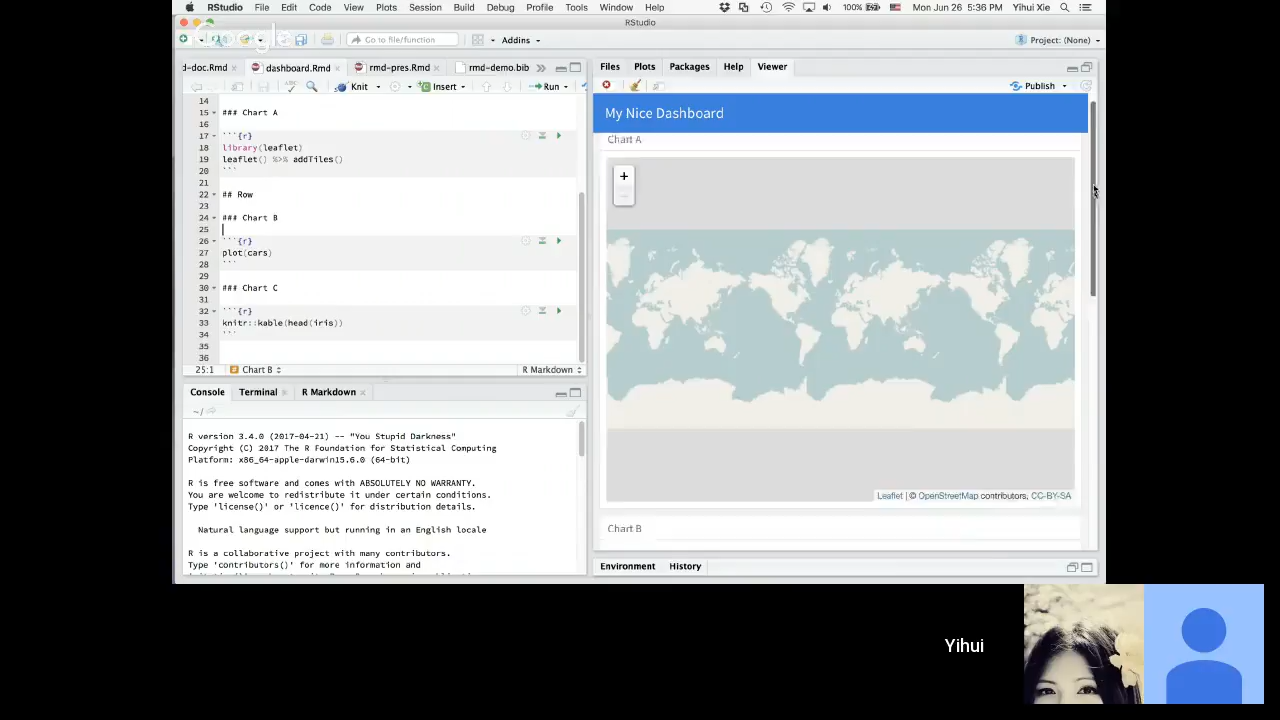 RStudio File Edit Code View Plots Session Build Debug Profile Tools Window Help 100% Mon Jun 26 5:36 PM Yihui Xie
RStudio
Go to file/function Addins Project: (None)
d-doc.Rmd dashboard.Rmd rmd-pres.Rmd rmd-demo.bib
Knit Insert Run
14
15 ### Chart A
16
17 ```{r}
18 library(leaflet)
19 leaflet() %>% addTiles()
20 ```
21
22 ## Row
23
24 ### Chart B
25
26 ```{r}
27 plot(cars)
28 ```
29
30 ### Chart C
31
32 ```{r}
33 knitr::kable(head(iris))
34 ```
35
36
25:1 # Chart B R Markdown
Console Terminal R Markdown
~/
R version 3.4.0 (2017-04-21) -- "You Stupid Darkness"
Copyright (C) 2017 The R Foundation for Statistical Computing
Platform: x86_64-apple-darwin15.6.0 (64-bit)
R is free software and comes with ABSOLUTELY NO WARRANTY.
You are welcome to redistribute it under certain conditions.
Type 'license()' or 'licence()' for distribution details.
Natural language support but running in an English locale
R is a collaborative project with many contributors.
Type 'contributors()' for more information and
Files Plots Packages Help Viewer
Publish
My Nice Dashboard
Chart A
+
Leaflet | © OpenStreetMap contributors, CC-BY-SA
Chart B
Environment History
Yihui